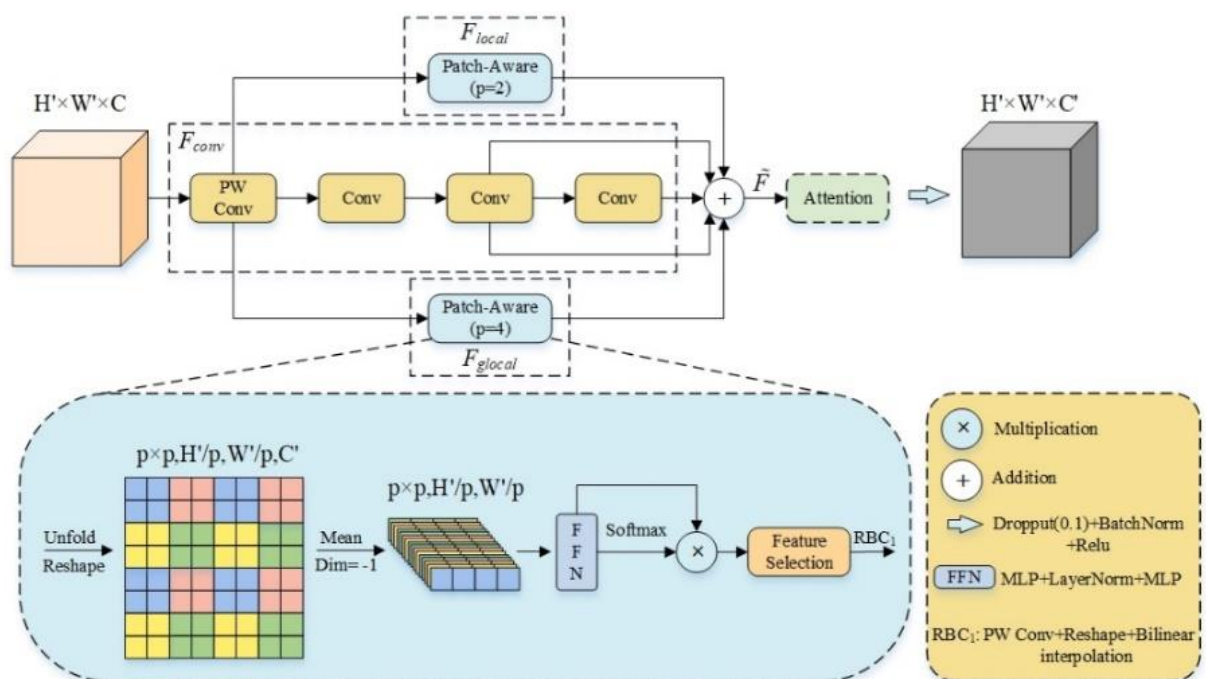 F_local
Patch-Aware
(p=2)
H'×W'×C
H'×W'×C'
F_conv
PW
Conv
Conv
Conv
Conv
+
F̃
Attention
Patch-Aware
(p=4)
F_glocal
p×p,H'/p,W'/p,C'
p×p,H'/p,W'/p
Unfold
Reshape
Mean
Dim= -1
F
F
N
Softmax
×
Feature
Selection
RBC₁
× Multiplication
+ Addition
Dropput(0.1)+BatchNorm
+Relu
FFN MLP+LayerNorm+MLP
RBC₁: PW Conv+Reshape+Bilinear
interpolation